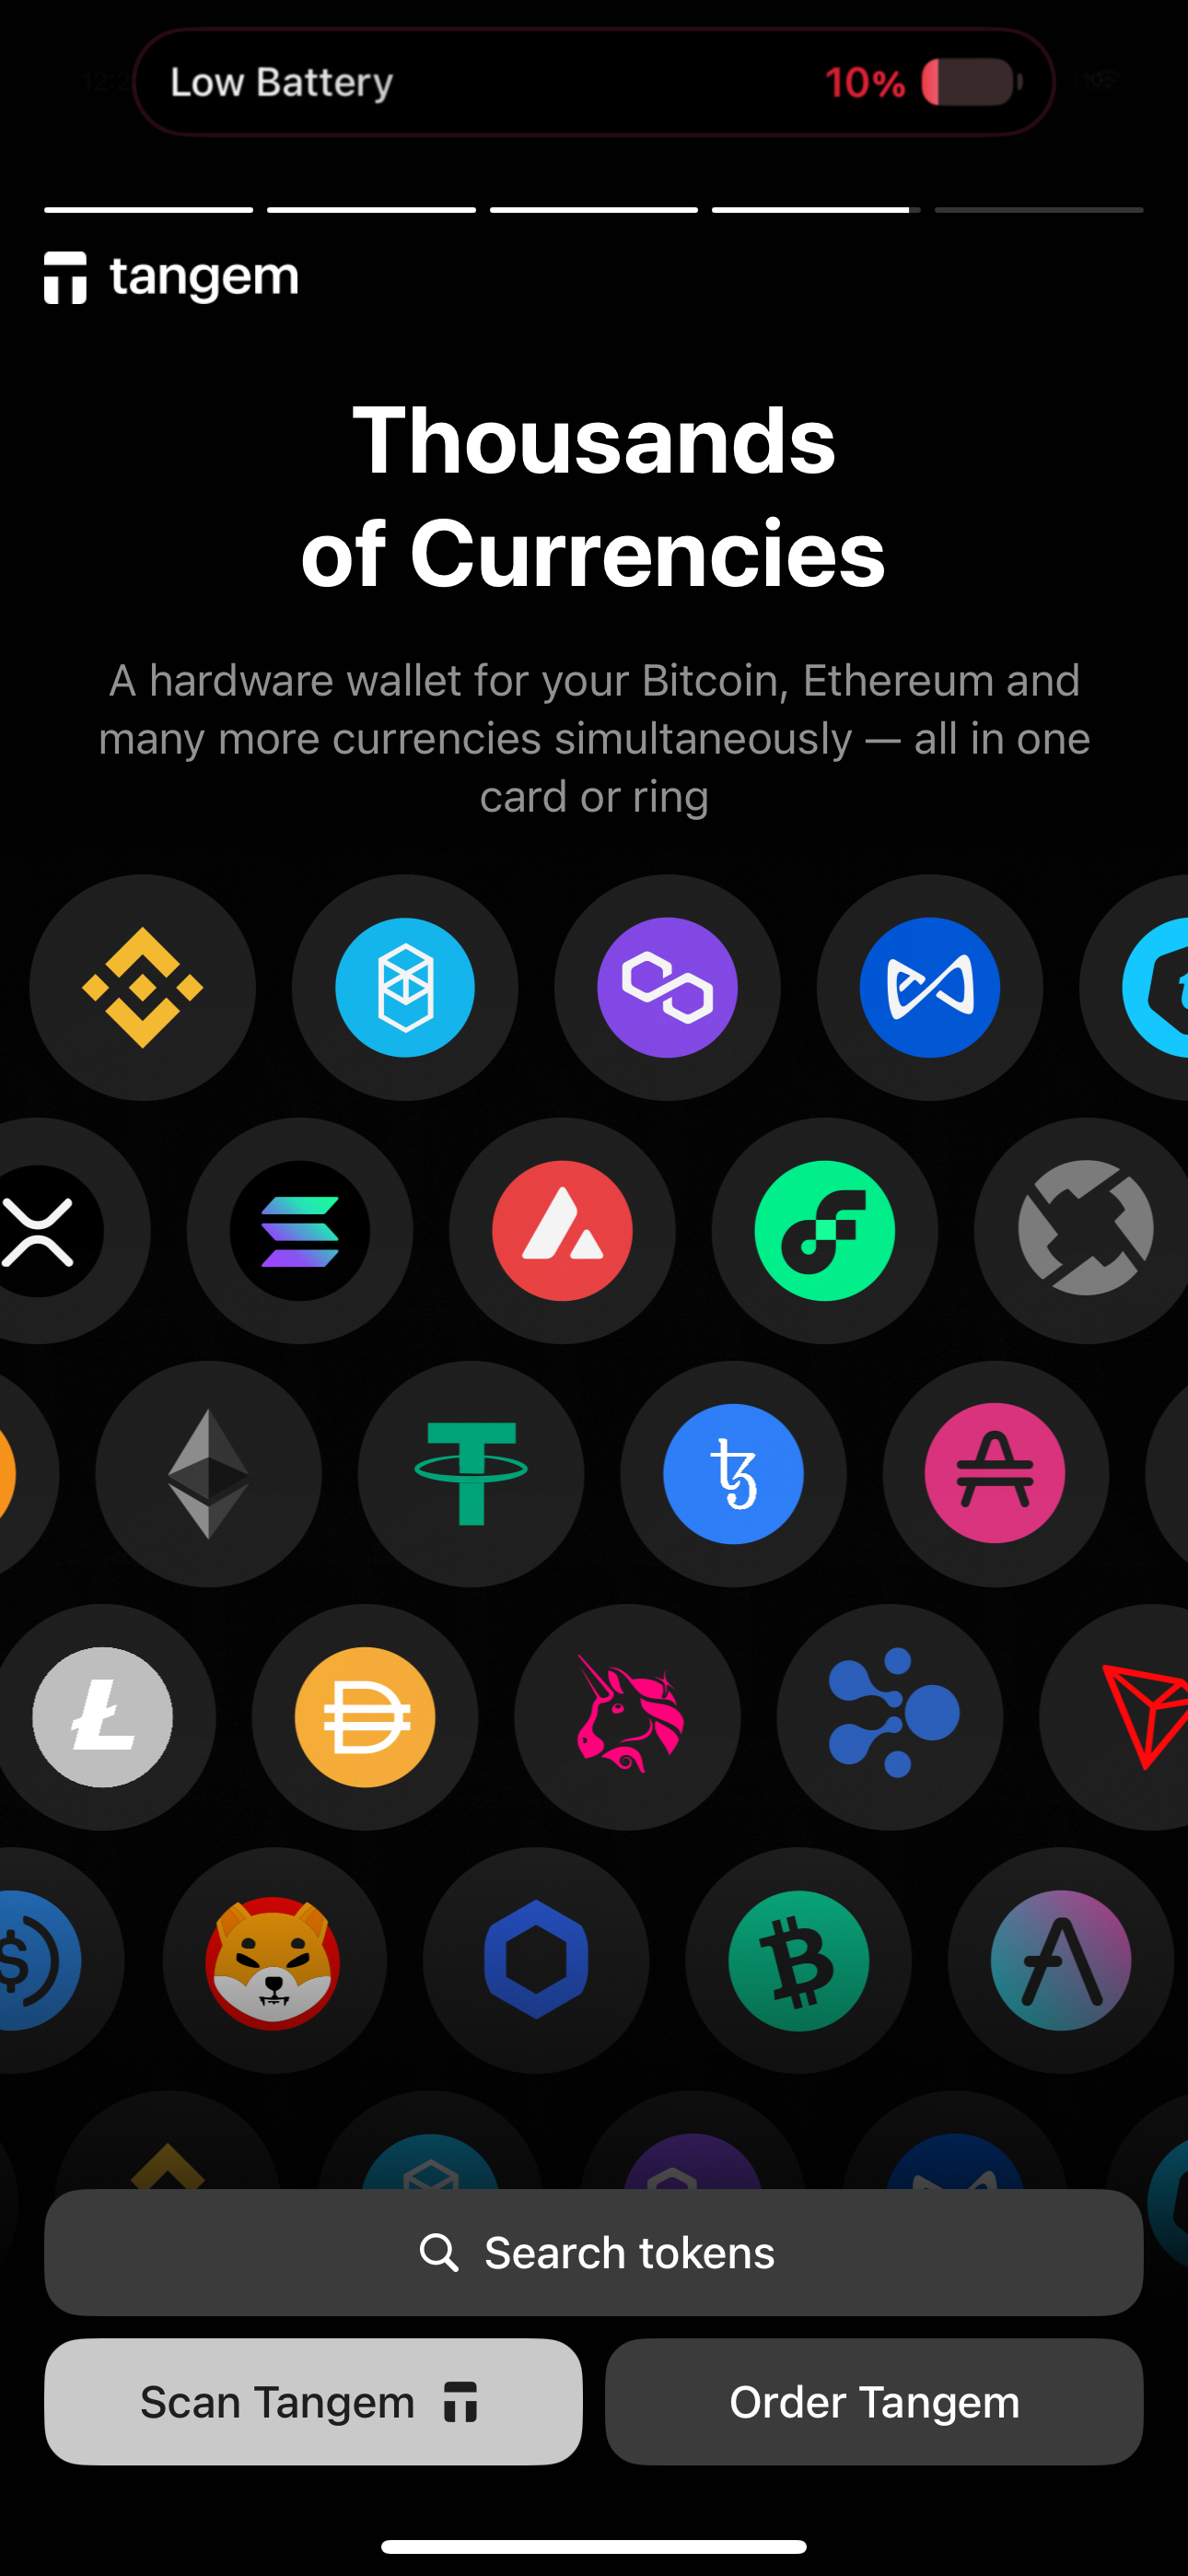 Low Battery 10%
tangem
Thousands
of Currencies
A hardware wallet for your Bitcoin, Ethereum and
many more currencies simultaneously — all in one
card or ring
Search tokens
Scan Tangem
Order Tangem